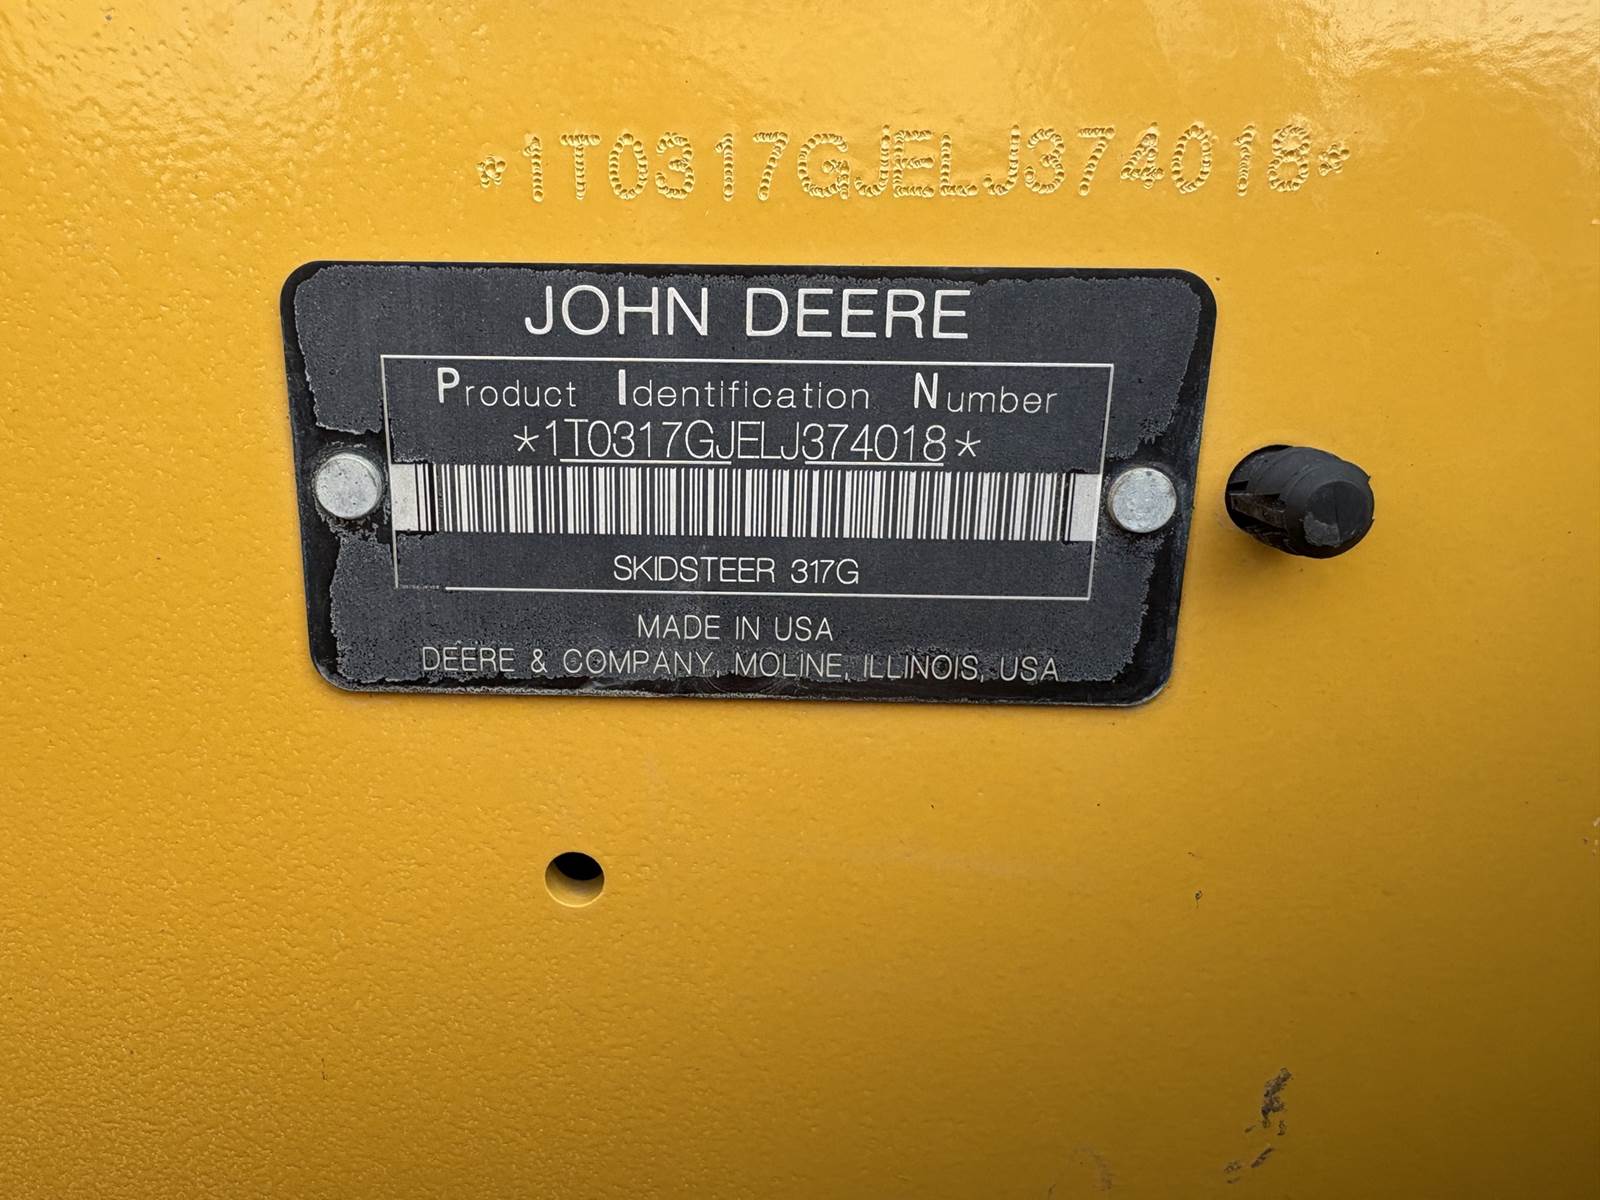 *1T0317GJELJ374018*
JOHN DEERE
Product Identification Number
*1T0317GJELJ374018*
SKIDSTEER 317G
MADE IN USA
DEERE & COMPANY, MOLINE, ILLINOIS, USA